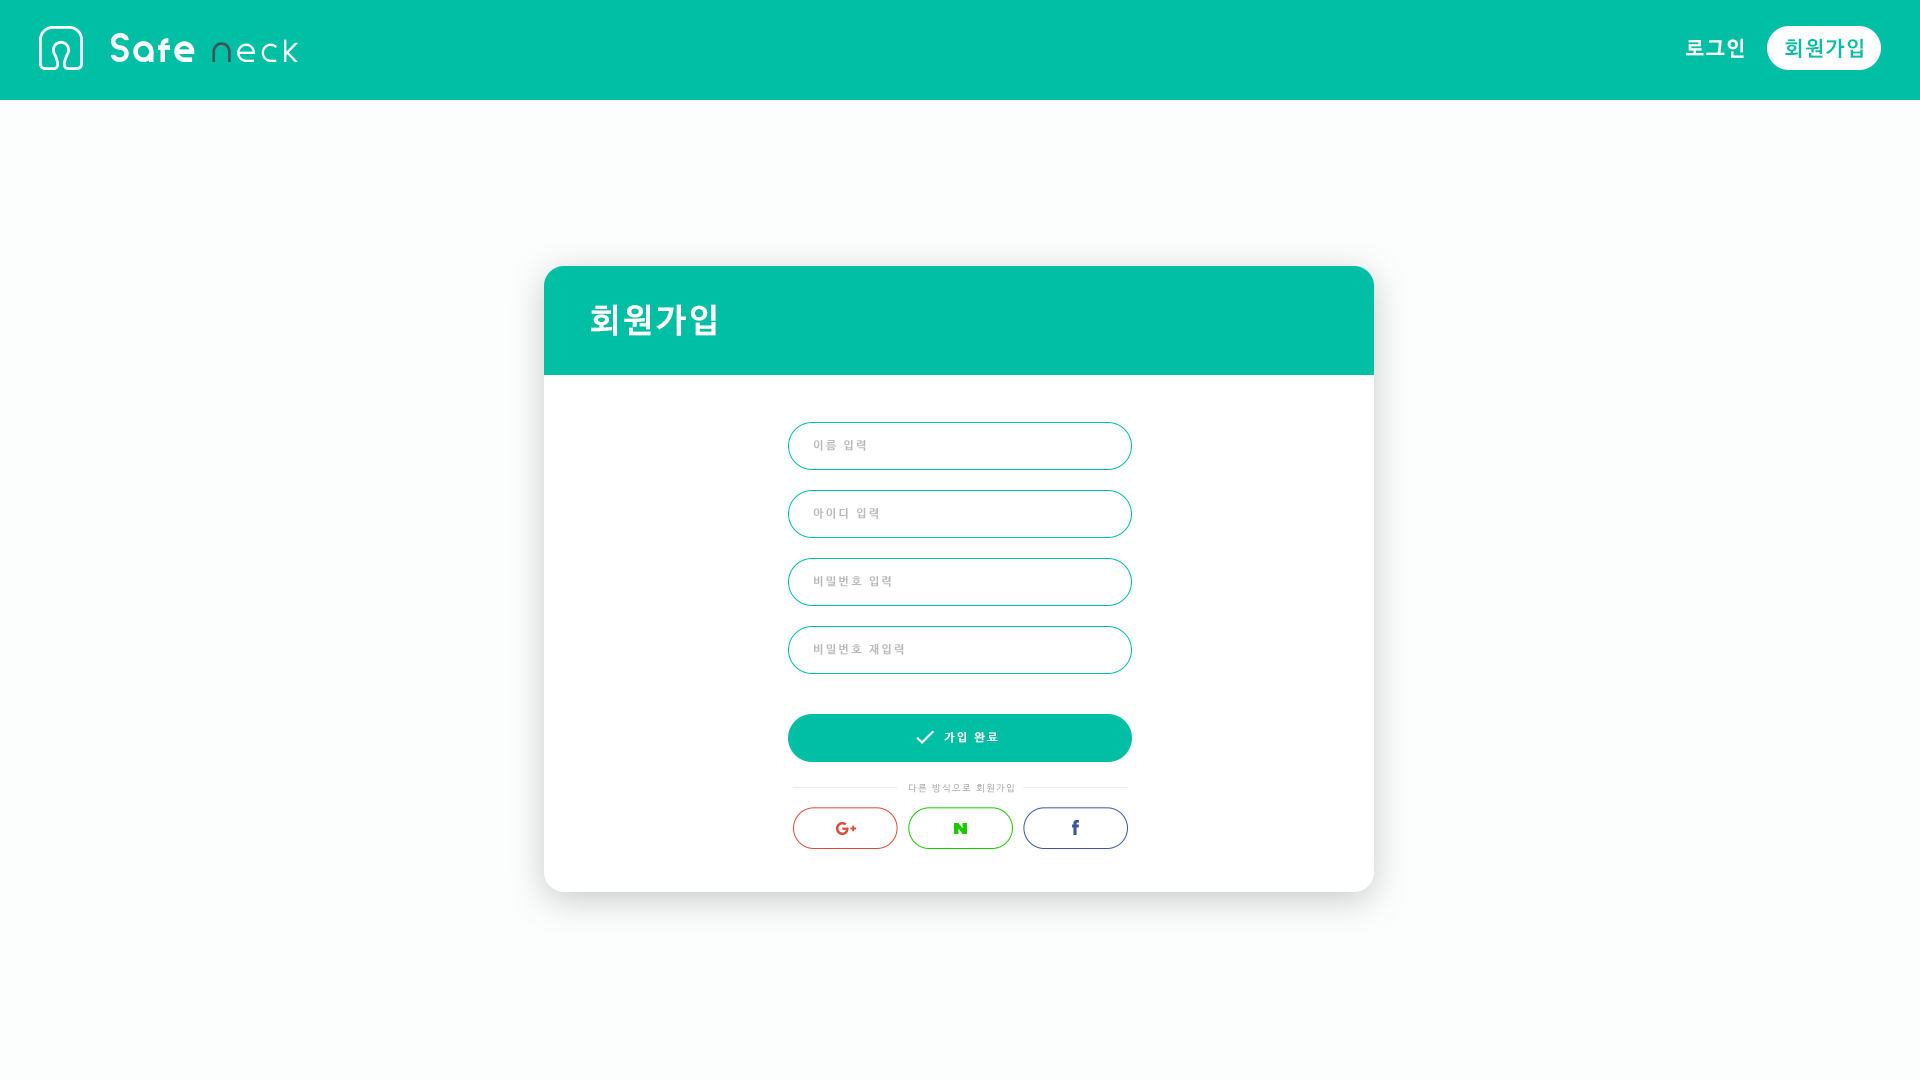 Safe neck
로그인
회원가입
회원가입
이름 입력
아이디 입력
비밀번호 입력
비밀번호 재입력
가입 완료
다른 방식으로 회원가입
G+
N
f